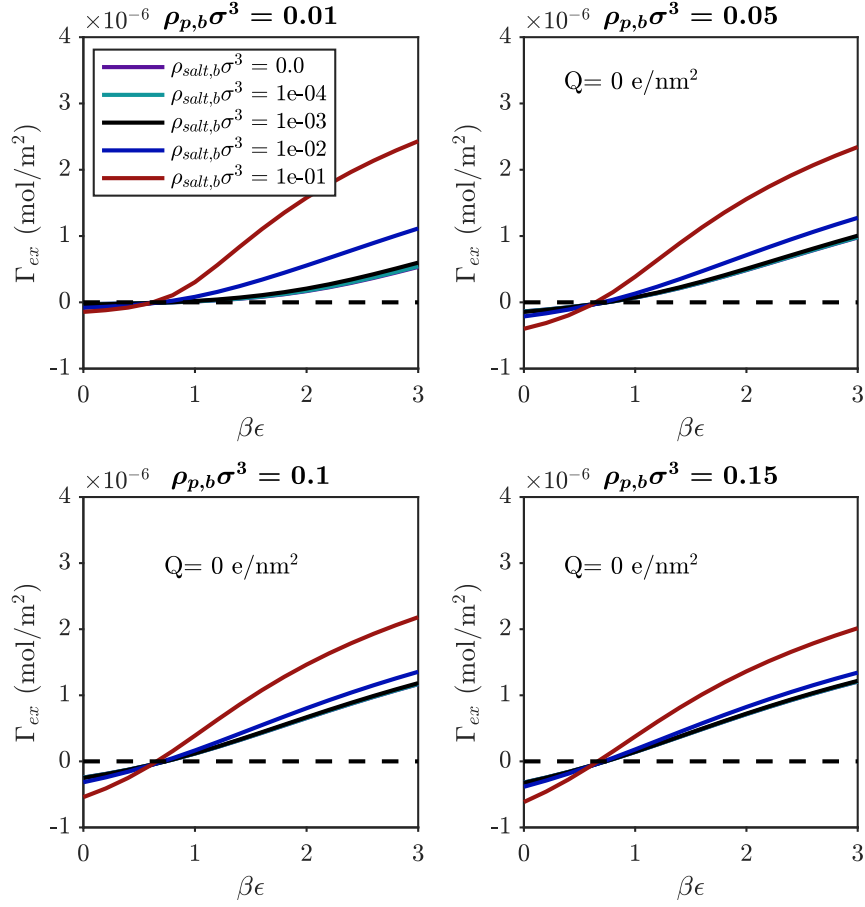 ×10⁻⁶ ρp,bσ³ = 0.01
4
3
2
1
0
-1
Γex (mol/m²)
ρsalt,bσ³ = 0.0
ρsalt,bσ³ = 1e-04
ρsalt,bσ³ = 1e-03
ρsalt,bσ³ = 1e-02
ρsalt,bσ³ = 1e-01
0 1 2 3
βϵ
×10⁻⁶ ρp,bσ³ = 0.05
4
3
2
1
0
-1
Γex (mol/m²)
Q= 0 e/nm²
0 1 2 3
βϵ
×10⁻⁶ ρp,bσ³ = 0.1
4
3
2
1
0
-1
Γex (mol/m²)
Q= 0 e/nm²
0 1 2 3
βϵ
×10⁻⁶ ρp,bσ³ = 0.15
4
3
2
1
0
-1
Γex (mol/m²)
Q= 0 e/nm²
0 1 2 3
βϵ